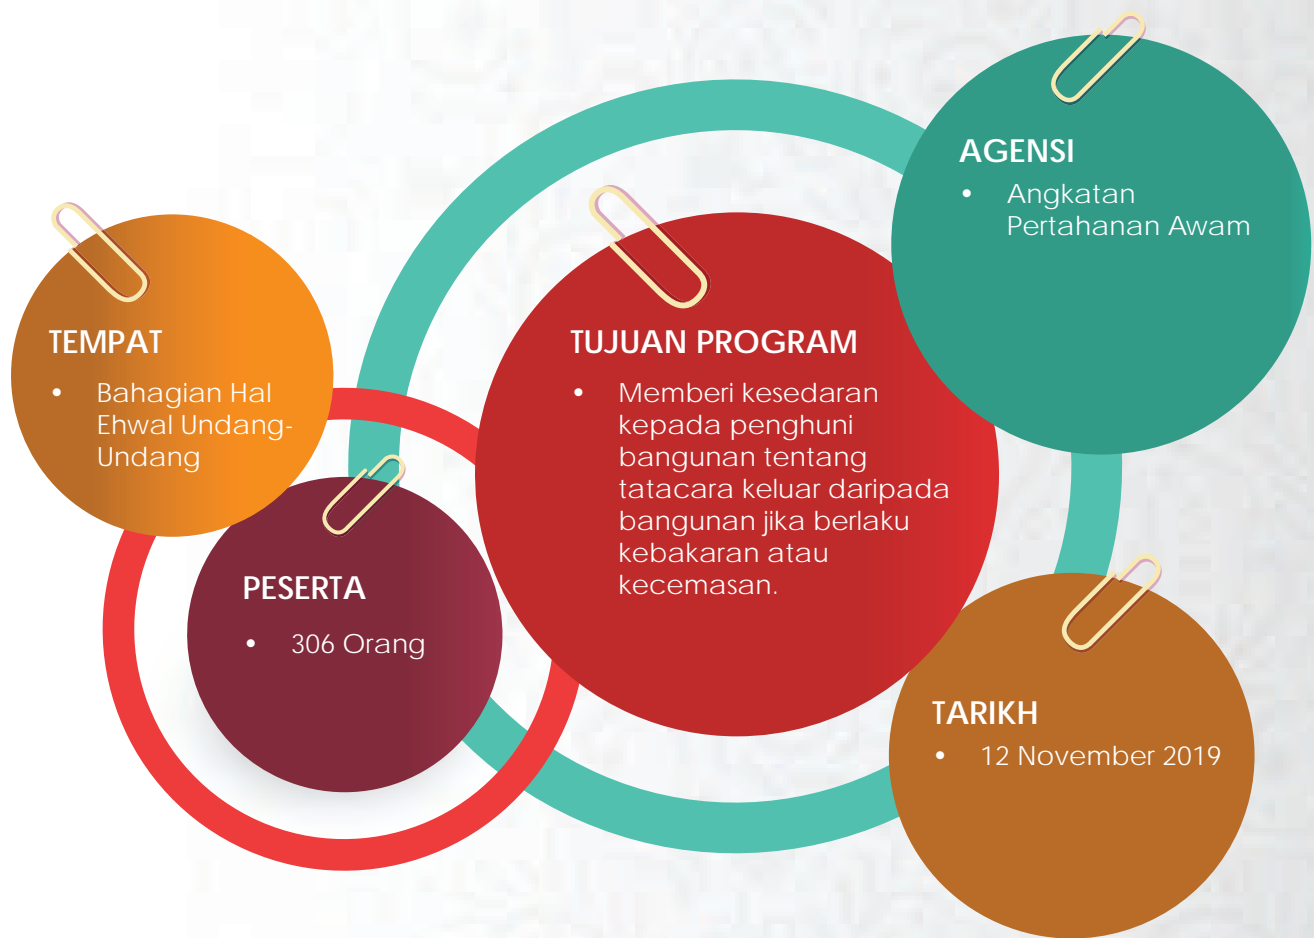 TEMPAT
• Bahagian Hal
Ehwal Undang-
Undang
PESERTA
• 306 Orang
TUJUAN PROGRAM
• Memberi kesedaran
kepada penghuni
bangunan tentang
tatacara keluar daripada
bangunan jika berlaku
kebakaran atau
kecemasan.
AGENSI
• Angkatan
Pertahanan Awam
TARIKH
• 12 November 2019